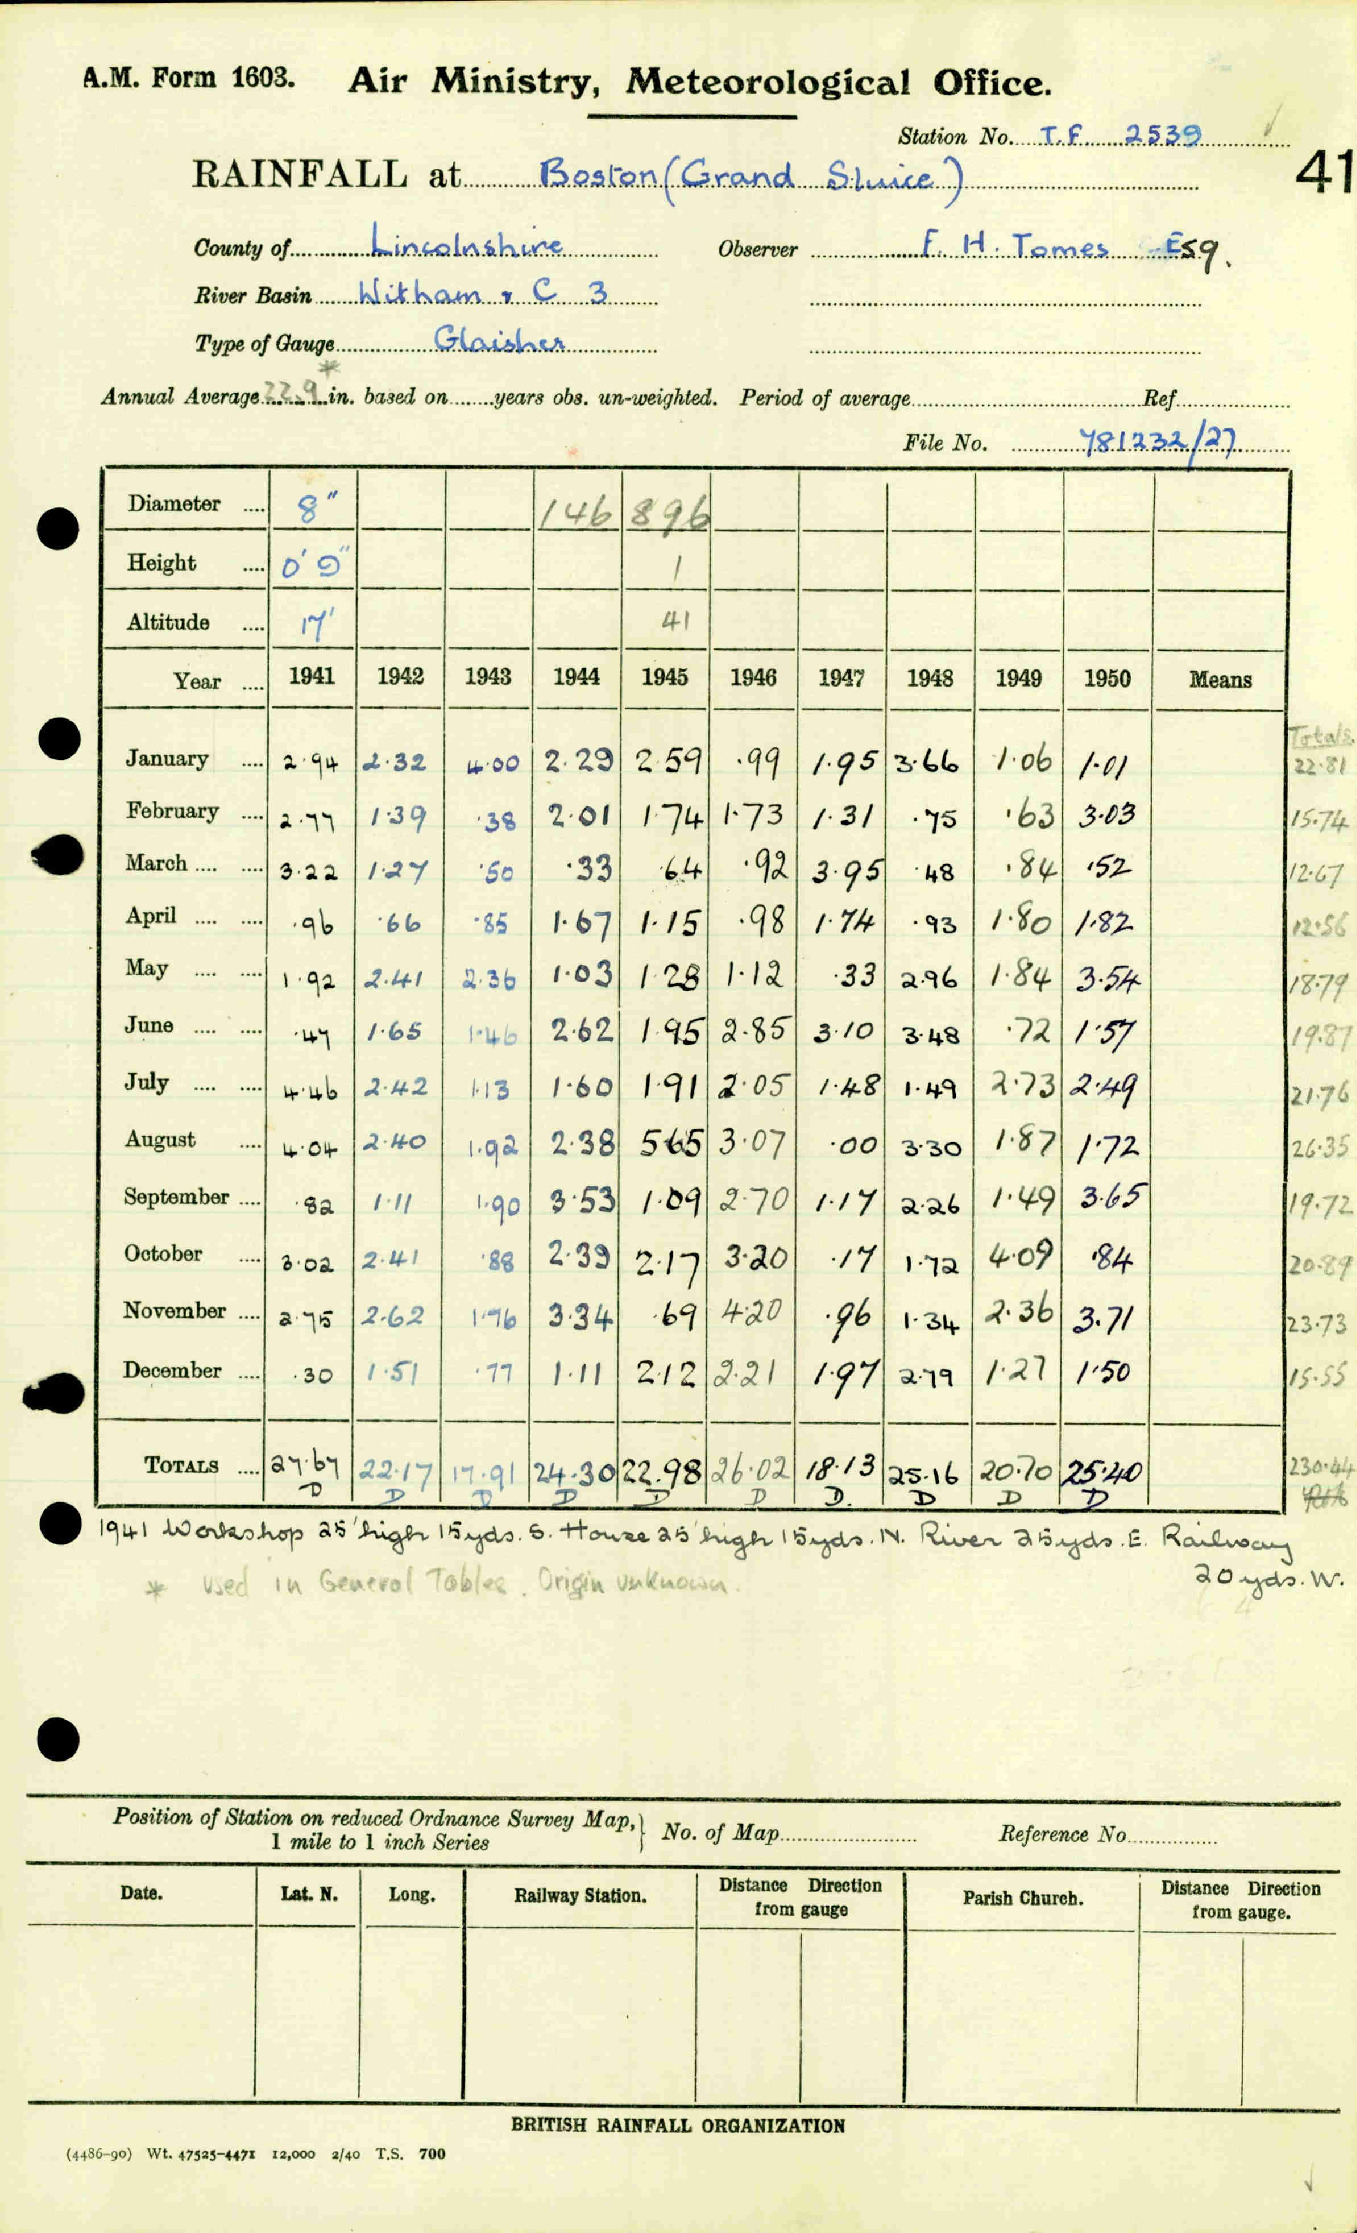 A.M. Form 1603. Air Ministry, Meteorological Office.
Station No. T.F. 2539
41
RAINFALL at Boston (Grand Sluice)
County of Lincolnshire Observer F. H. Tomes Esq.
River Basin Witham & C 3
Type of Gauge Glaisher
Annual Average 22.9* in. based on years obs. un-weighted. Period of average Ref
File No. 781232/27
Diameter .... 8" 146 896
Height .... 0' 9" 1
Altitude .... 17' 41
Year .... 1941 1942 1943 1944 1945 1946 1947 1948 1949 1950 Means
Totals
January .... 2.94 2.32 4.00 2.29 2.59 .99 1.95 3.66 1.06 1.01 22.81
February .... 2.77 1.39 .38 2.01 1.74 1.73 1.31 .75 .63 3.03 15.74
March .... .... 3.22 1.27 .50 .33 .64 .92 3.95 .48 .84 .52 12.67
April .... .... .96 .66 .85 1.67 1.15 .98 1.74 .93 1.80 1.82 12.56
May .... .... 1.92 2.41 2.36 1.03 1.28 1.12 .33 2.96 1.84 3.54 18.79
June .... .... .47 1.65 1.46 2.62 1.95 2.85 3.10 3.48 .72 1.57 19.87
July .... .... 4.46 2.42 1.13 1.60 1.91 2.05 1.48 1.49 2.73 2.49 21.76
August .... 4.04 2.40 1.92 2.38 5.65 3.07 .00 3.30 1.87 1.72 26.35
September .... .82 1.11 1.90 3.53 1.09 2.70 1.17 2.26 1.49 3.65 19.72
October .... 3.02 2.41 .88 2.39 2.17 3.20 .17 1.72 4.09 .84 20.89
November .... 2.75 2.62 1.76 3.34 .69 4.20 .96 1.34 2.36 3.71 23.73
December .... .30 1.51 .77 1.11 2.12 2.21 1.97 2.79 1.27 1.50 15.55
TOTALS .... 27.67 22.17 17.91 24.30 22.98 26.02 18.13 25.16 20.70 25.40 230.44
D D D D D D D. D D D
1941 Workshop 25' high 15yds. S. House 25' high 15yds. N. River 25yds. E. Railway
20 yds. W.
* Used in General Tables. Origin unknown.
Position of Station on reduced Ordnance Survey Map,
1 mile to 1 inch Series
No. of Map Reference No.
Date. Lat. N. Long. Railway Station. Distance Direction from gauge Parish Church. Distance Direction from gauge.
BRITISH RAINFALL ORGANIZATION
(4486-90) Wt. 47525-4471 12,000 2/40 T.S. 700